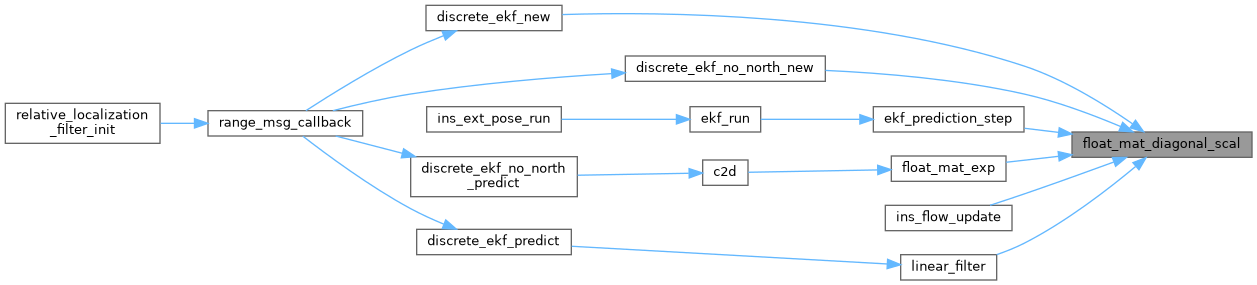 discrete_ekf_new
discrete_ekf_no_north_new
relative_localization
_filter_init
range_msg_callback
ins_ext_pose_run
ekf_run
ekf_prediction_step
float_mat_diagonal_scal
discrete_ekf_no_north
_predict
c2d
float_mat_exp
ins_flow_update
discrete_ekf_predict
linear_filter